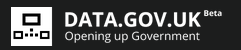 DATA.GOV.UK Beta
Opening up Government